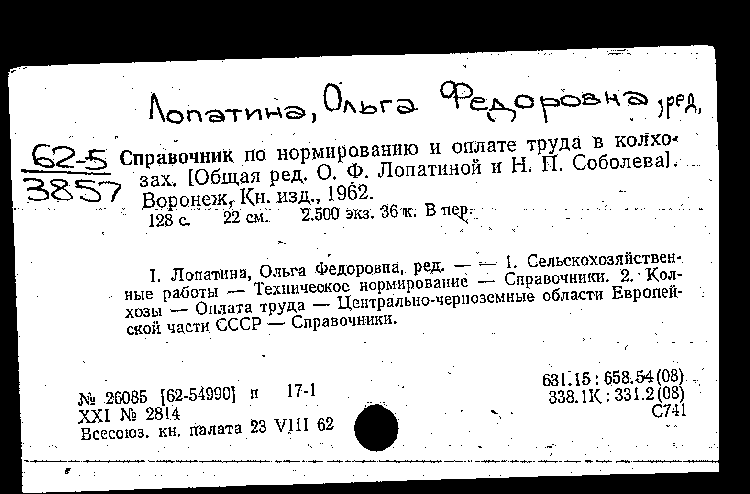 Лопатина, Ольга Федоровна, ред,
62-5
3857
Справочник по нормированию и оплате труда в колхо-
зах. [Общая ред. О. Ф. Лопатиной и Н. П. Соболева].
Воронеж, Кн. изд., 1962.
128 с. 22 см. 2.500 экз. 36 к. В пер.
I. Лопатина, Ольга Федоровна, ред. — — 1. Сельскохозяйствен-
ные работы — Техническое нормирование — Справочники. 2. Кол-
хозы — Оплата труда — Центрально-черноземные области Европей-
ской части СССР — Справочники.
№ 26085 [62-54990] п 17-1
XXI № 2814
Всесоюз. кн. палата 23 VIII 62
631.15 : 658.54 (08)
338.1К : 331.2 (08)
С741